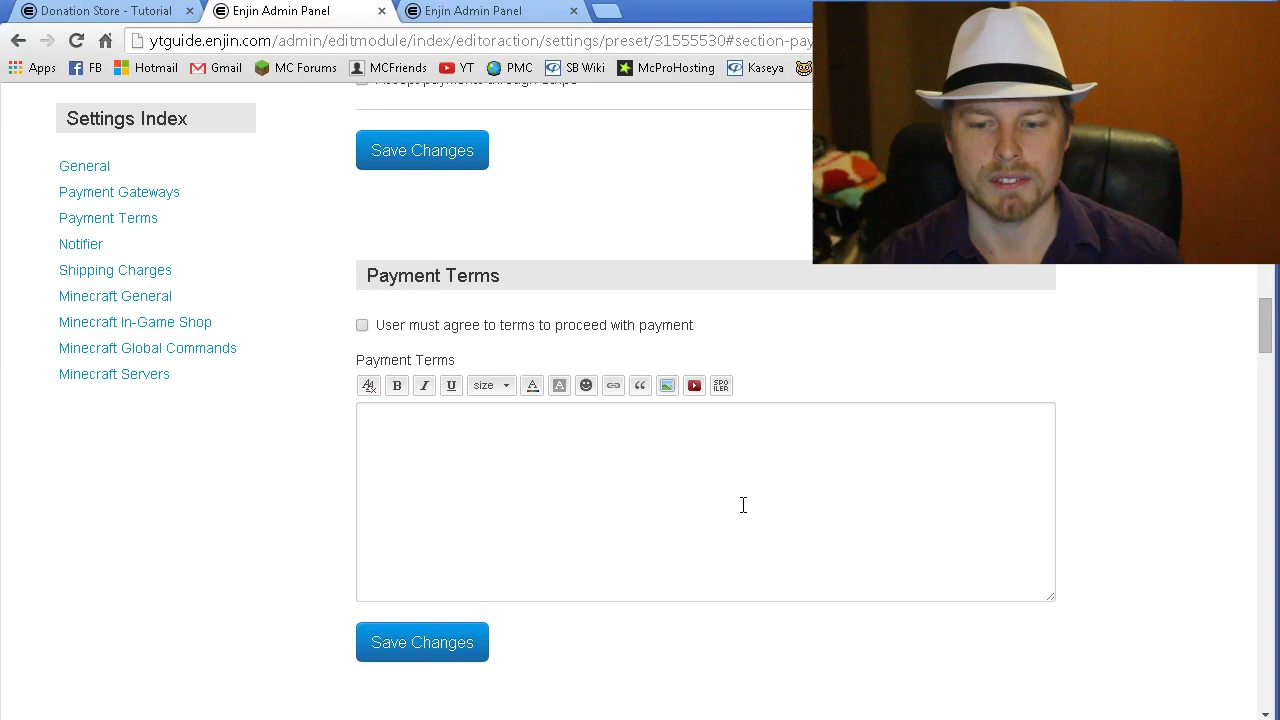 Donation Store - Tutorial
Enjin Admin Panel
Enjin Admin Panel
ytguide.enjin.com/admin/editmodule/index/editoraction/settings/preset/31555530#section-pay
Apps FB Hotmail Gmail MC Forums MCFriends YT PMC SB Wiki McProHosting Kaseya
Settings Index
General
Payment Gateways
Payment Terms
Notifier
Shipping Charges
Minecraft General
Minecraft In-Game Shop
Minecraft Global Commands
Minecraft Servers
Save Changes
Payment Terms
User must agree to terms to proceed with payment
Payment Terms
B I U size A A SPO
ILER
Save Changes